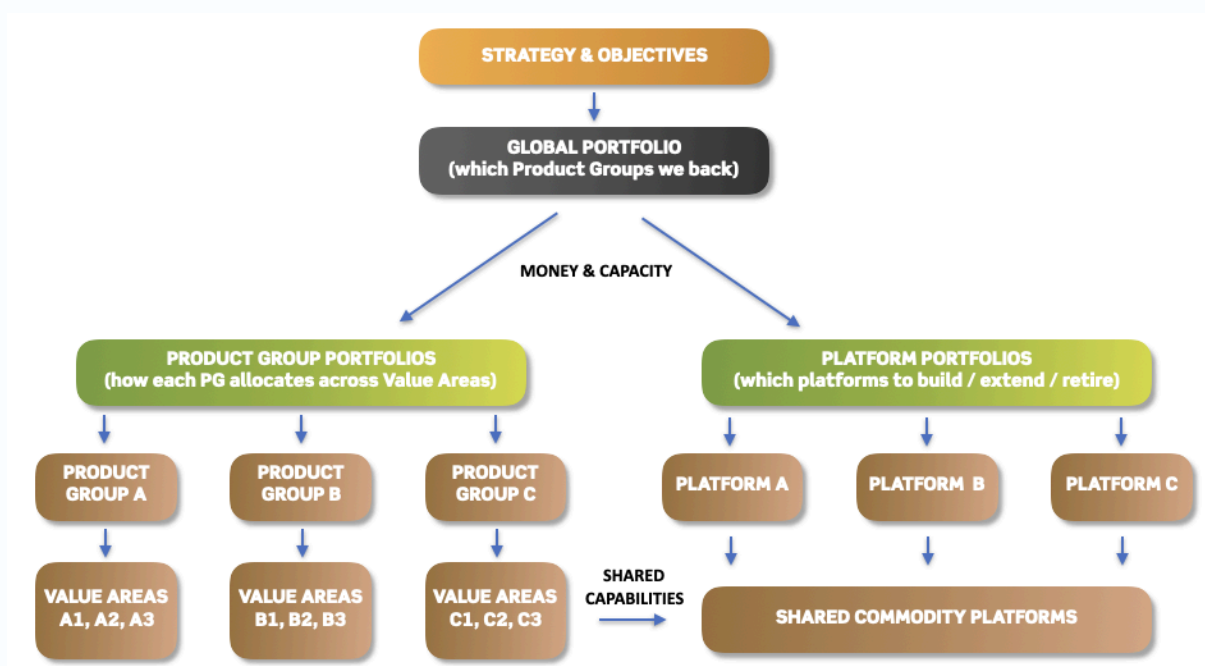 STRATEGY & OBJECTIVES
GLOBAL PORTFOLIO
(which Product Groups we back)
MONEY & CAPACITY
PRODUCT GROUP PORTFOLIOS
(how each PG allocates across Value Areas)
PLATFORM PORTFOLIOS
(which platforms to build / extend / retire)
PRODUCT
GROUP A
PRODUCT
GROUP B
PRODUCT
GROUP C
PLATFORM A
PLATFORM B
PLATFORM C
VALUE AREAS
A1, A2, A3
VALUE AREAS
B1, B2, B3
VALUE AREAS
C1, C2, C3
SHARED
CAPABILITIES
SHARED COMMODITY PLATFORMS